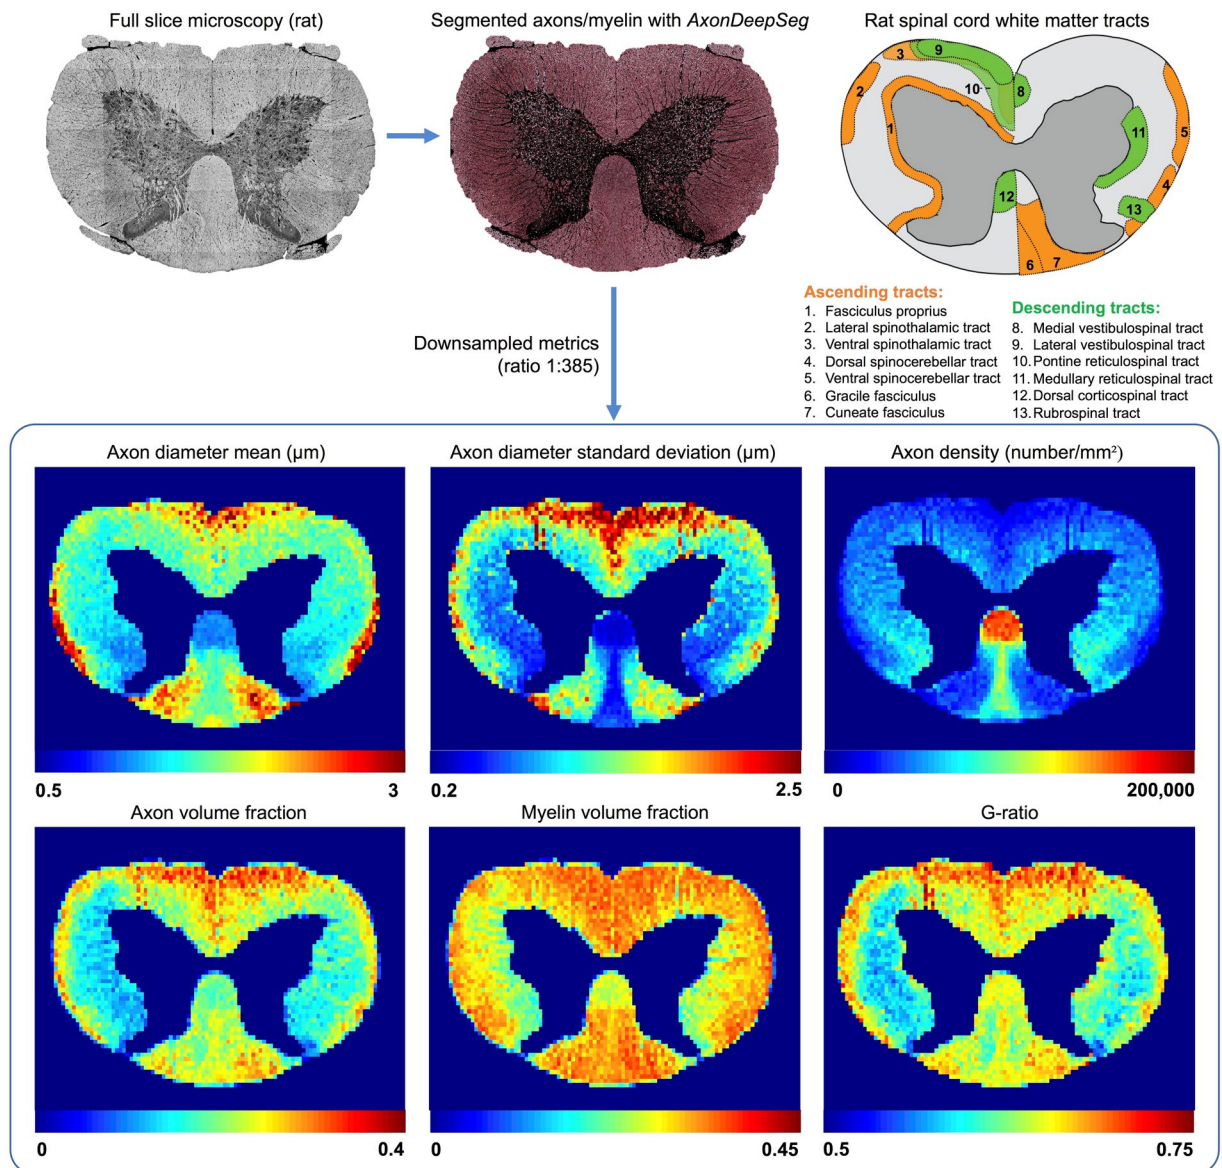 Full slice microscopy (rat)
Segmented axons/myelin with AxonDeepSeg
Rat spinal cord white matter tracts
3
9
2
10
8
1
11
5
4
12
13
6
7
Ascending tracts:
1. Fasciculus proprius
2. Lateral spinothalamic tract
3. Ventral spinothalamic tract
4. Dorsal spinocerebellar tract
5. Ventral spinocerebellar tract
6. Gracile fasciculus
7. Cuneate fasciculus
Descending tracts:
8. Medial vestibulospinal tract
9. Lateral vestibulospinal tract
10. Pontine reticulospinal tract
11. Medullary reticulospinal tract
12. Dorsal corticospinal tract
13. Rubrospinal tract
Downsampled metrics
(ratio 1:385)
Axon diameter mean (µm)
Axon diameter standard deviation (µm)
Axon density (number/mm²)
0.5
3
0.2
2.5
0
200,000
Axon volume fraction
Myelin volume fraction
G-ratio
0
0.4
0
0.45
0.5
0.75